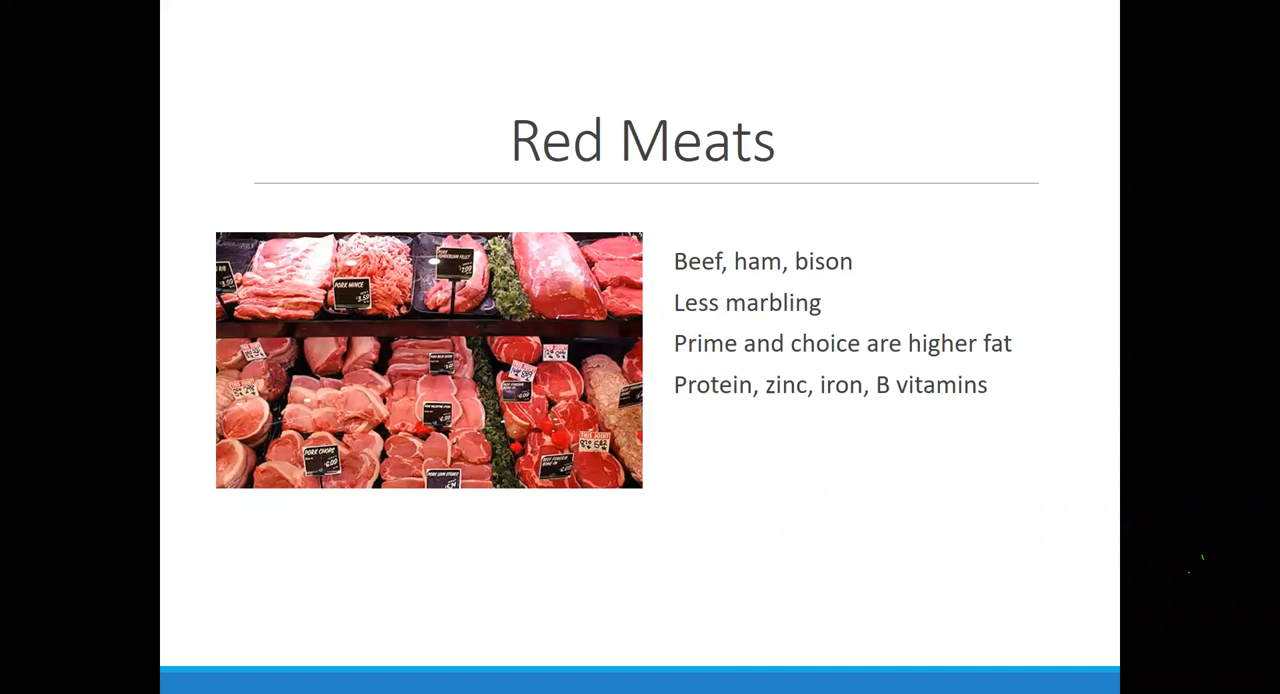 Red Meats
Beef, ham, bison
Less marbling
Prime and choice are higher fat
Protein, zinc, iron, B vitamins
PORK MINCE
PORK CHOPS